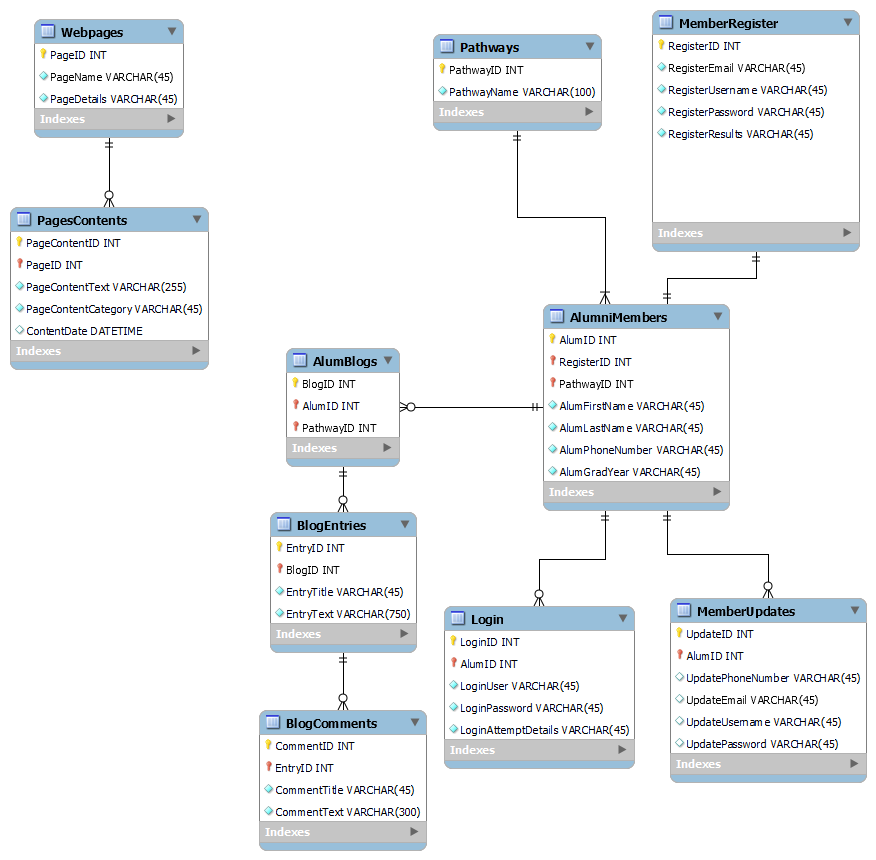 Webpages
PageID INT
PageName VARCHAR(45)
PageDetails VARCHAR(45)
Indexes
Pathways
PathwayID INT
PathwayName VARCHAR(100)
Indexes
MemberRegister
RegisterID INT
RegisterEmail VARCHAR(45)
RegisterUsername VARCHAR(45)
RegisterPassword VARCHAR(45)
RegisterResults VARCHAR(45)
Indexes
PagesContents
PageContentID INT
PageID INT
PageContentText VARCHAR(255)
PageContentCategory VARCHAR(45)
ContentDate DATETIME
Indexes
AlumniMembers
AlumID INT
RegisterID INT
PathwayID INT
AlumFirstName VARCHAR(45)
AlumLastName VARCHAR(45)
AlumPhoneNumber VARCHAR(45)
AlumGradYear VARCHAR(45)
Indexes
AlumBlogs
BlogID INT
AlumID INT
PathwayID INT
Indexes
BlogEntries
EntryID INT
BlogID INT
EntryTitle VARCHAR(45)
EntryText VARCHAR(750)
Indexes
Login
LoginID INT
AlumID INT
LoginUser VARCHAR(45)
LoginPassword VARCHAR(45)
LoginAttemptDetails VARCHAR(45)
Indexes
MemberUpdates
UpdateID INT
AlumID INT
UpdatePhoneNumber VARCHAR(45)
UpdateEmail VARCHAR(45)
UpdateUsername VARCHAR(45)
UpdatePassword VARCHAR(45)
Indexes
BlogComments
CommentID INT
EntryID INT
CommentTitle VARCHAR(45)
CommentText VARCHAR(300)
Indexes